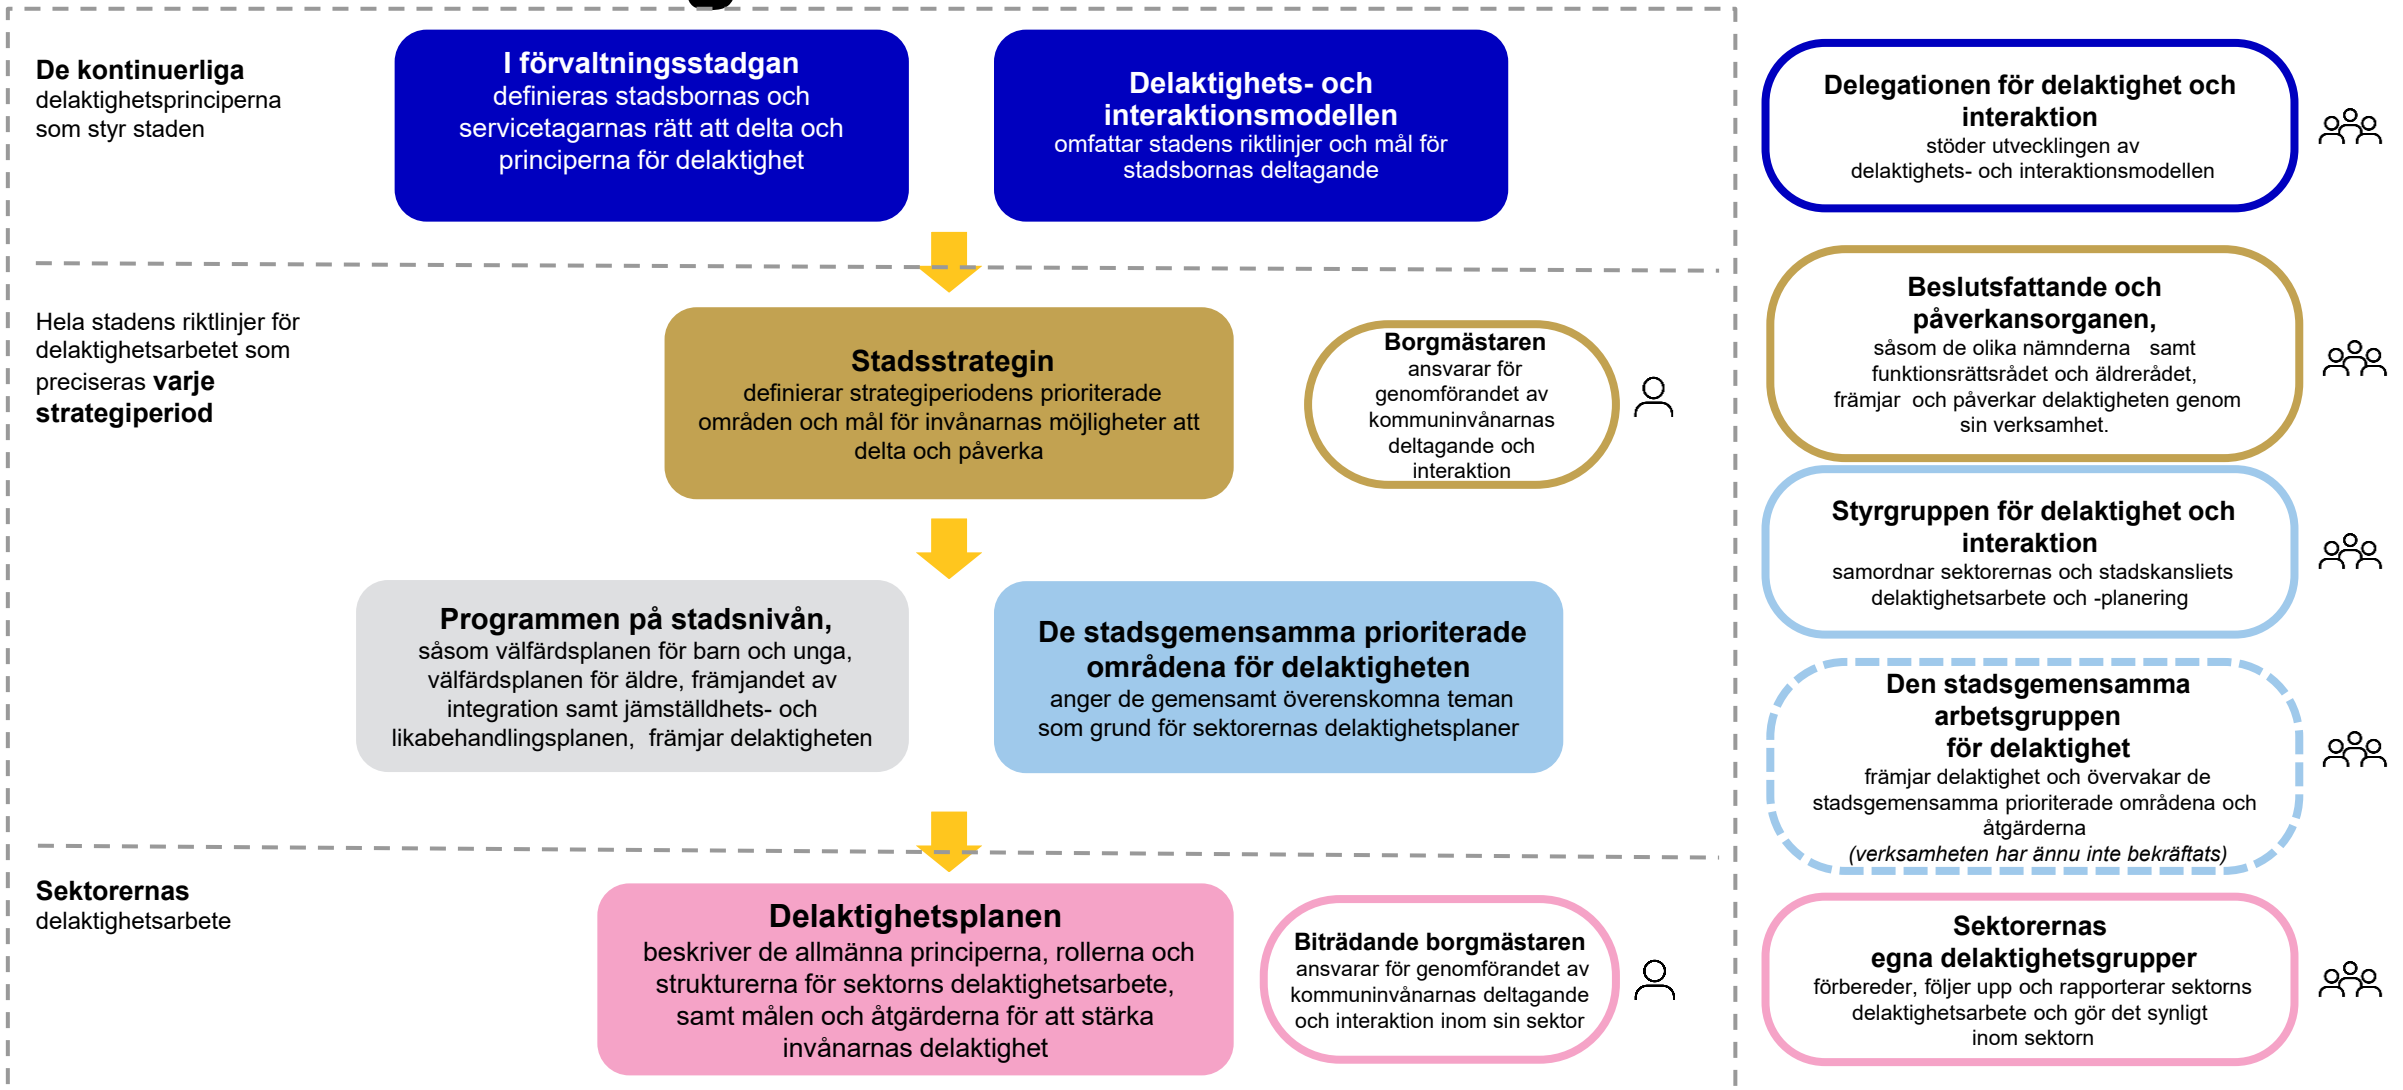 De kontinuerliga
delaktighetsprinciperna
som styr staden
I förvaltningsstadgan
definieras stadsbornas och
servicetagarnas rätt att delta och
principerna för delaktighet
Delaktighets- och
interaktionsmodellen
omfattar stadens riktlinjer och mål för
stadsbornas deltagande
Delegationen för delaktighet och
interaktion
stöder utvecklingen av
delaktighets- och interaktionsmodellen
Hela stadens riktlinjer för
delaktighetsarbetet som
preciseras varje
strategiperiod
Stadsstrategin
definierar strategiperiodens prioriterade
områden och mål för invånarnas möjligheter att
delta och påverka
Borgmästaren
ansvarar för
genomförandet av
kommuninvånarnas
deltagande och
interaktion
Beslutsfattande och
påverkansorganen,
såsom de olika nämnderna samt
funktionsrättsrådet och äldrerådet,
främjar och påverkar delaktigheten genom
sin verksamhet.
Styrgruppen för delaktighet och
interaktion
samordnar sektorernas och stadskansliets
delaktighetsarbete och -planering
Programmen på stadsnivån,
såsom välfärdsplanen för barn och unga,
välfärdsplanen för äldre, främjandet av
integration samt jämställdhets- och
likabehandlingsplanen, främjar delaktigheten
De stadsgemensamma prioriterade
områdena för delaktigheten
anger de gemensamt överenskomna teman
som grund för sektorernas delaktighetsplaner
Den stadsgemensamma
arbetsgruppen
för delaktighet
främjar delaktighet och övervakar de
stadsgemensamma prioriterade områdena och
åtgärderna
(verksamheten har ännu inte bekräftats)
Sektorernas
delaktighetsarbete
Delaktighetsplanen
beskriver de allmänna principerna, rollerna och
strukturerna för sektorns delaktighetsarbete,
samt målen och åtgärderna för att stärka
invånarnas delaktighet
Biträdande borgmästaren
ansvarar för genomförandet av
kommuninvånarnas deltagande
och interaktion inom sin sektor
Sektorernas
egna delaktighetsgrupper
förbereder, följer upp och rapporterar sektorns
delaktighetsarbete och gör det synligt
inom sektorn